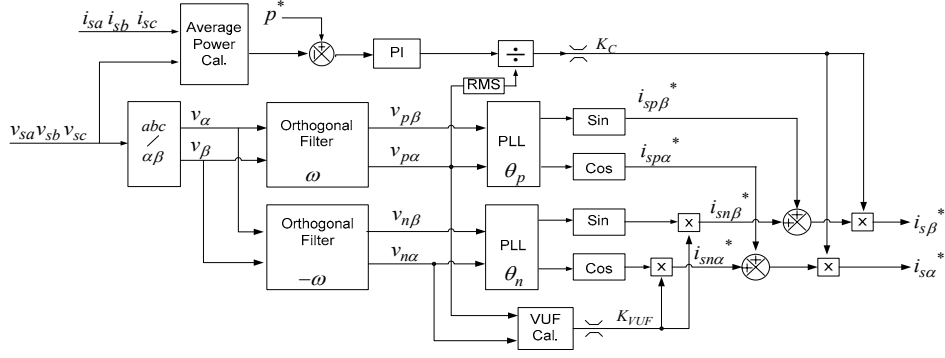 i_sa i_sb i_sc
Average
Power
Cal.
p*
PI
÷
K_C
RMS
v_sa v_sb v_sc
abc
/
αβ
v_α
v_β
Orthogonal
Filter
ω
v_pβ
v_pα
PLL
θ_p
Sin
i_spβ*
Cos
i_spα*
Orthogonal
Filter
-ω
v_nβ
v_nα
PLL
θ_n
Sin
x
i_snβ*
x
i_sβ*
Cos
x
i_snα*
x
i_sα*
VUF
Cal.
K_VUF